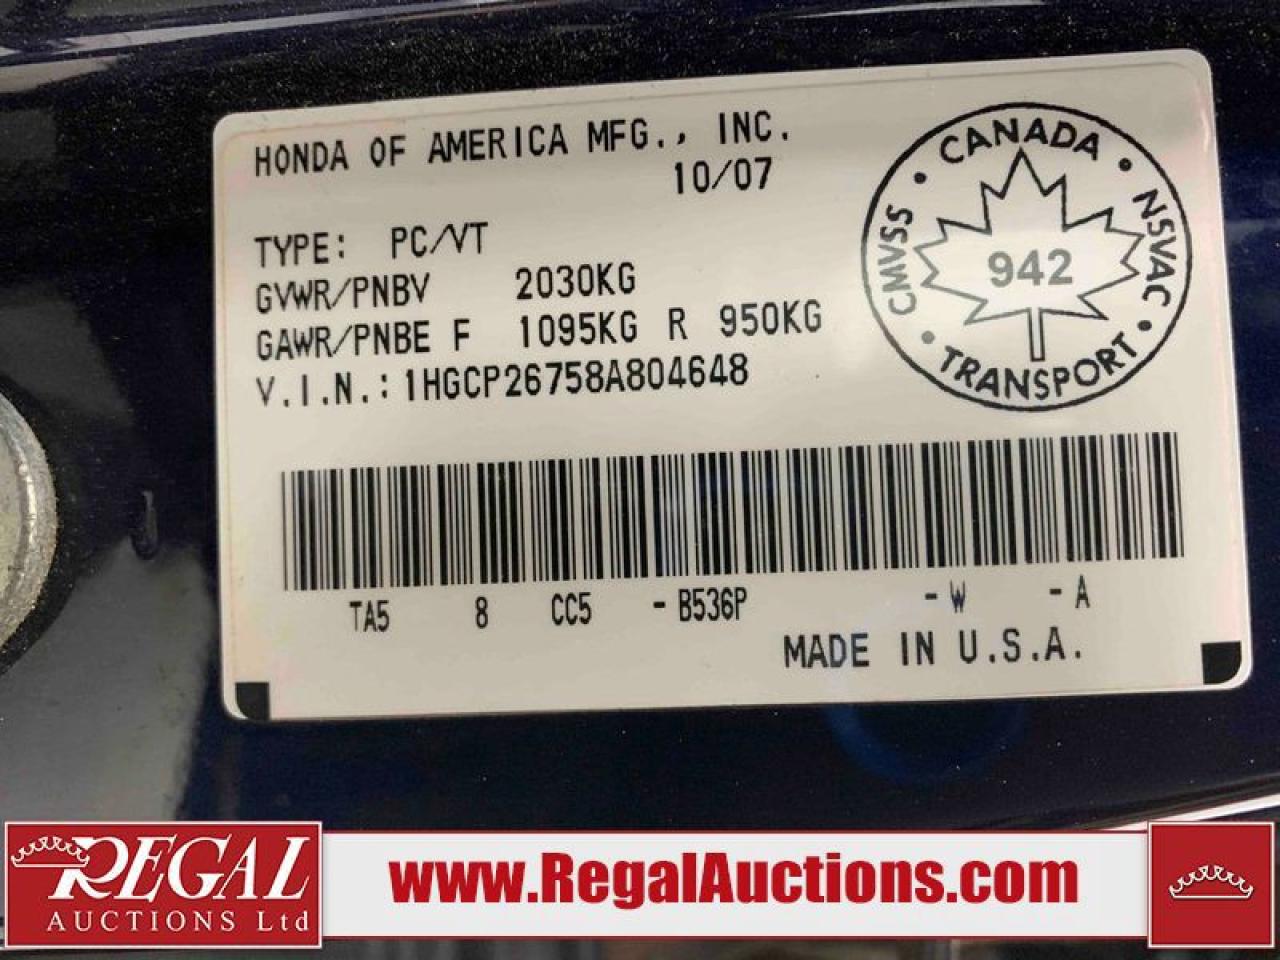 HONDA OF AMERICA MFG., INC.
10/07
TYPE: PC/VT
GVWR/PNBV 2030KG
GAWR/PNBE F 1095KG R 950KG
V.I.N.: 1HGCP26758A804648
CANADA
CMVSS
NSVAC
942
TRANSPORT
TA5 8 CC5 - B536P - W - A
MADE IN U.S.A.
REGAL
AUCTIONS Ltd
www.RegalAuctions.com